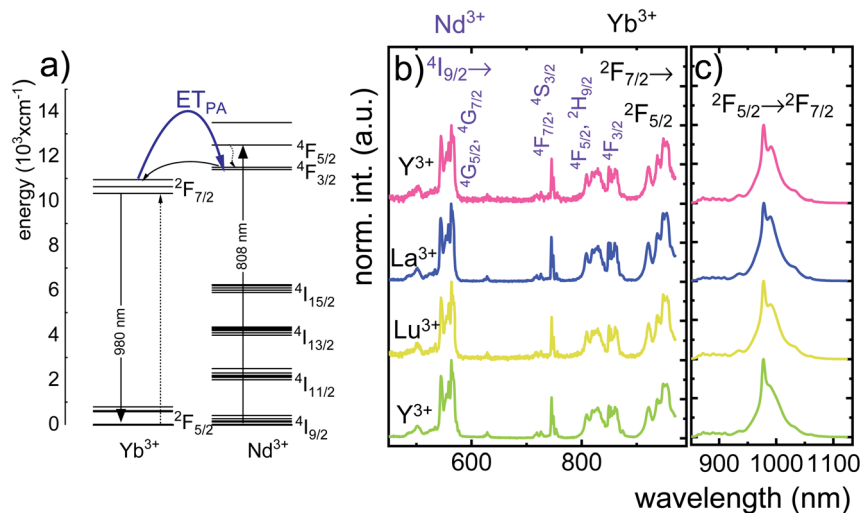 Nd³⁺
Yb³⁺
a)
ET_PA
energy (10³xcm⁻¹)
14
12
10
8
6
4
2
0
⁴F₅/₂
⁴F₃/₂
²F₇/₂
808 nm
980 nm
⁴I₁₅/₂
⁴I₁₃/₂
⁴I₁₁/₂
²F₅/₂
⁴I₉/₂
Yb³⁺
Nd³⁺
b)
norm. int. (a.u.)
⁴I₉/₂→
⁴G₅/₂, ⁴G₇/₂
⁴F₇/₂, ⁴S₃/₂
⁴F₅/₂, ²H₉/₂
⁴F₃/₂
²F₇/₂→
²F₅/₂
Y³⁺
La³⁺
Lu³⁺
Y³⁺
600
800
c)
²F₅/₂→²F₇/₂
900
1000
1100
wavelength (nm)